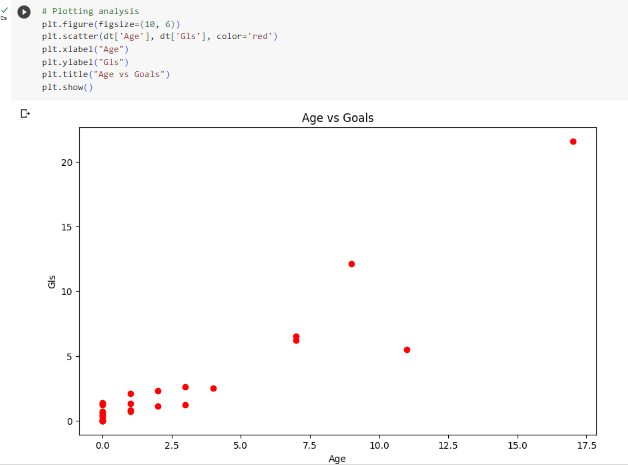 0s
# Plotting analysis
plt.figure(figsize=(10, 6))
plt.scatter(dt['Age'], dt['Gls'], color='red')
plt.xlabel("Age")
plt.ylabel("Gls")
plt.title("Age vs Goals")
plt.show()
Age vs Goals
20
15
10
5
0
Gls
0.0 2.5 5.0 7.5 10.0 12.5 15.0 17.5
Age